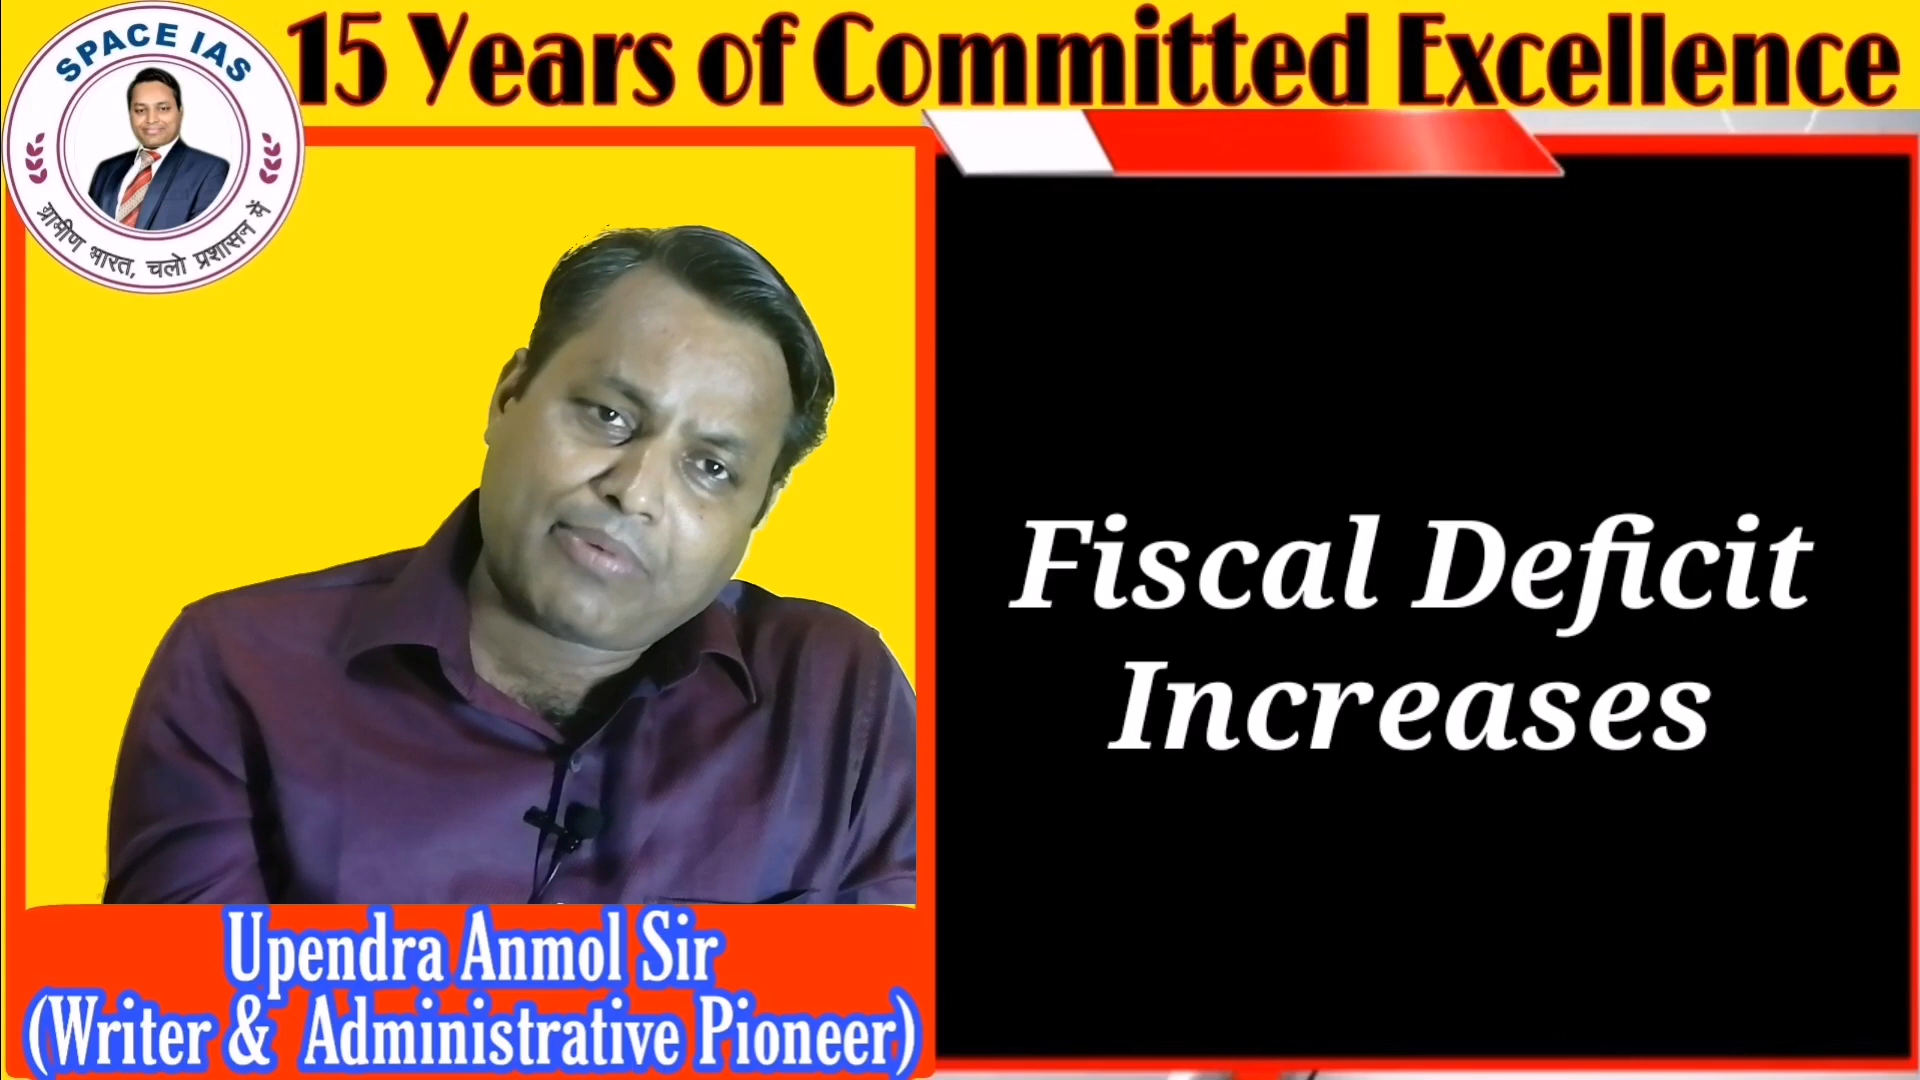 SPACE IAS
ग्रामीण भारत, चलो प्रशासन में
15 Years of Committed Excellence
Fiscal Deficit
Increases
Upendra Anmol Sir
(Writer & Administrative Pioneer)